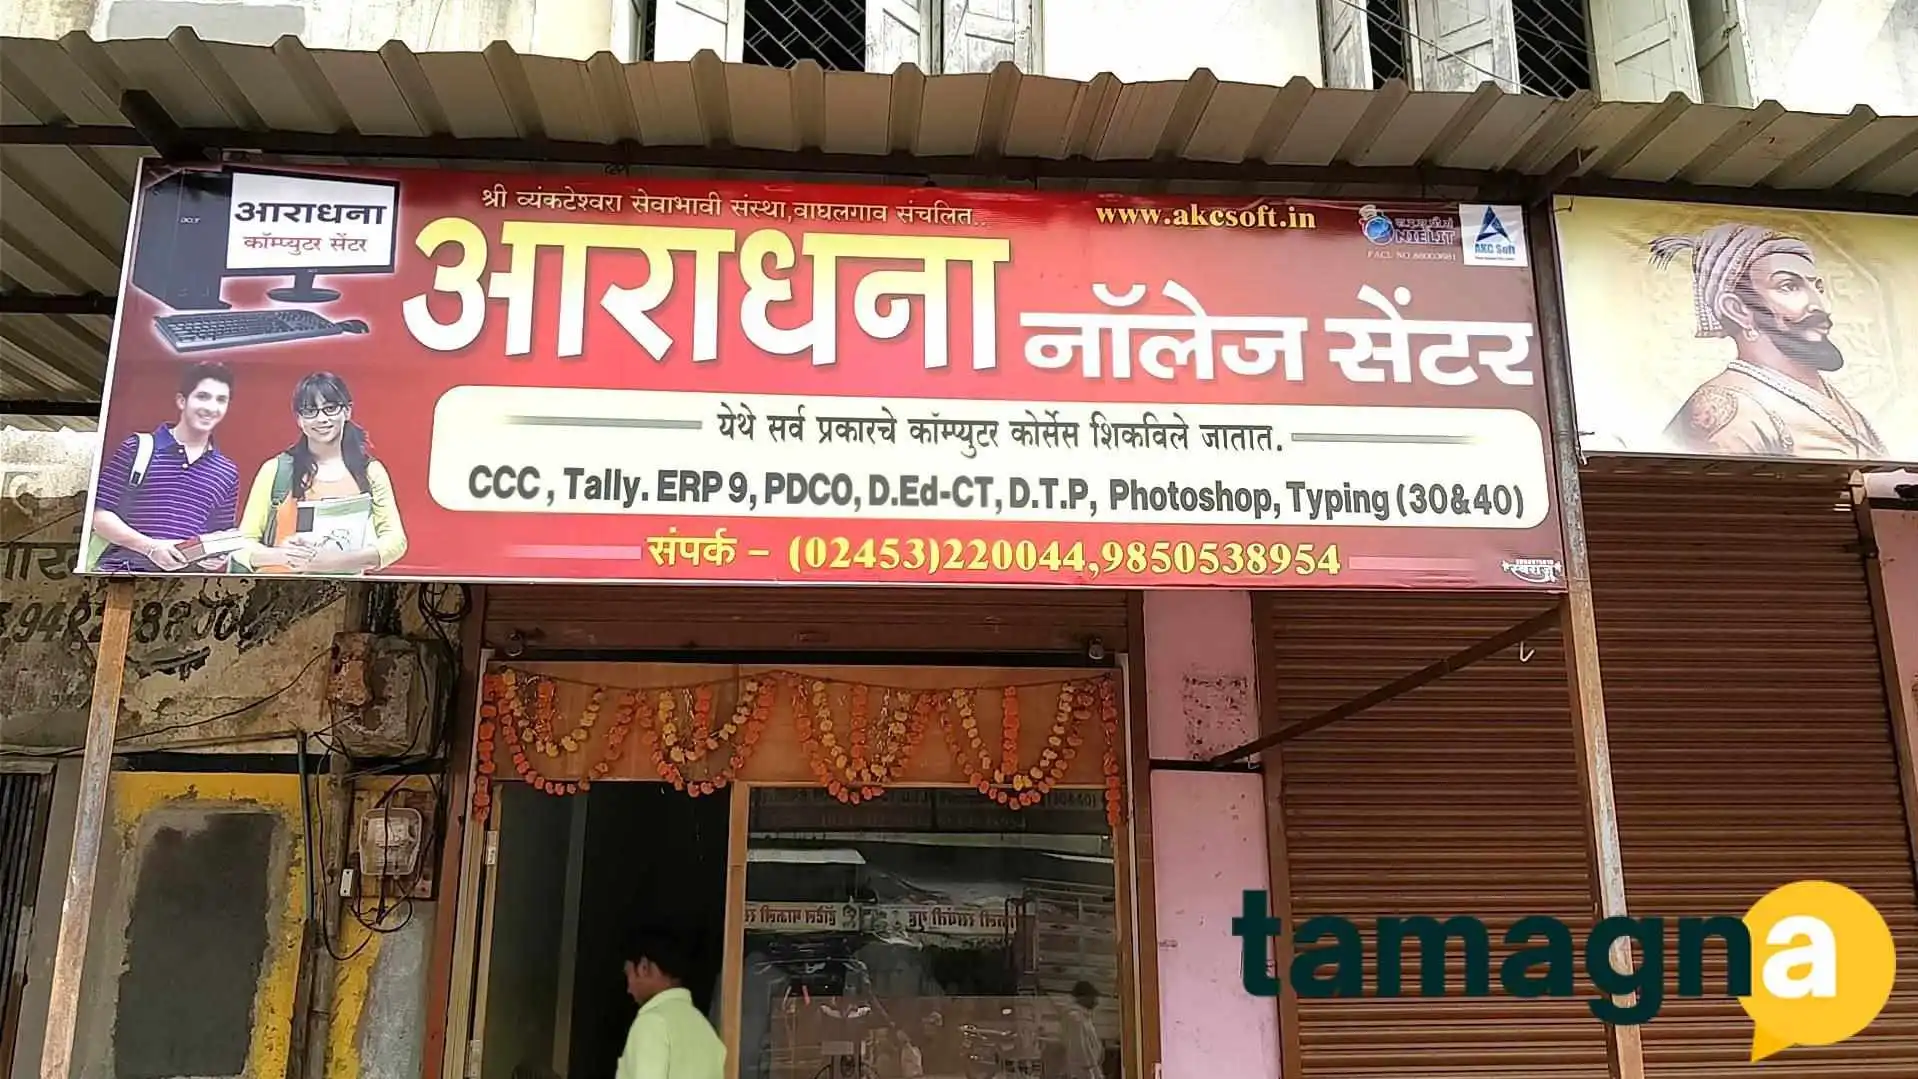 श्री व्यंकटेश्वरा सेवाभावी संस्था,वाघलगाव संचलित..
www.akcsoft.in
NIELIT
AKC Soft
आराधना
कॉम्प्युटर सेंटर
आराधना नॉलेज सेंटर
येथे सर्व प्रकारचे कॉम्प्युटर कोर्सेस शिकविले जातात.
CCC, Tally. ERP 9, PDCO, D.Ed-CT, D.T.P, Photoshop, Typing (30&40)
संपर्क - (02453)220044,9850538954
स्वराज
tamagna